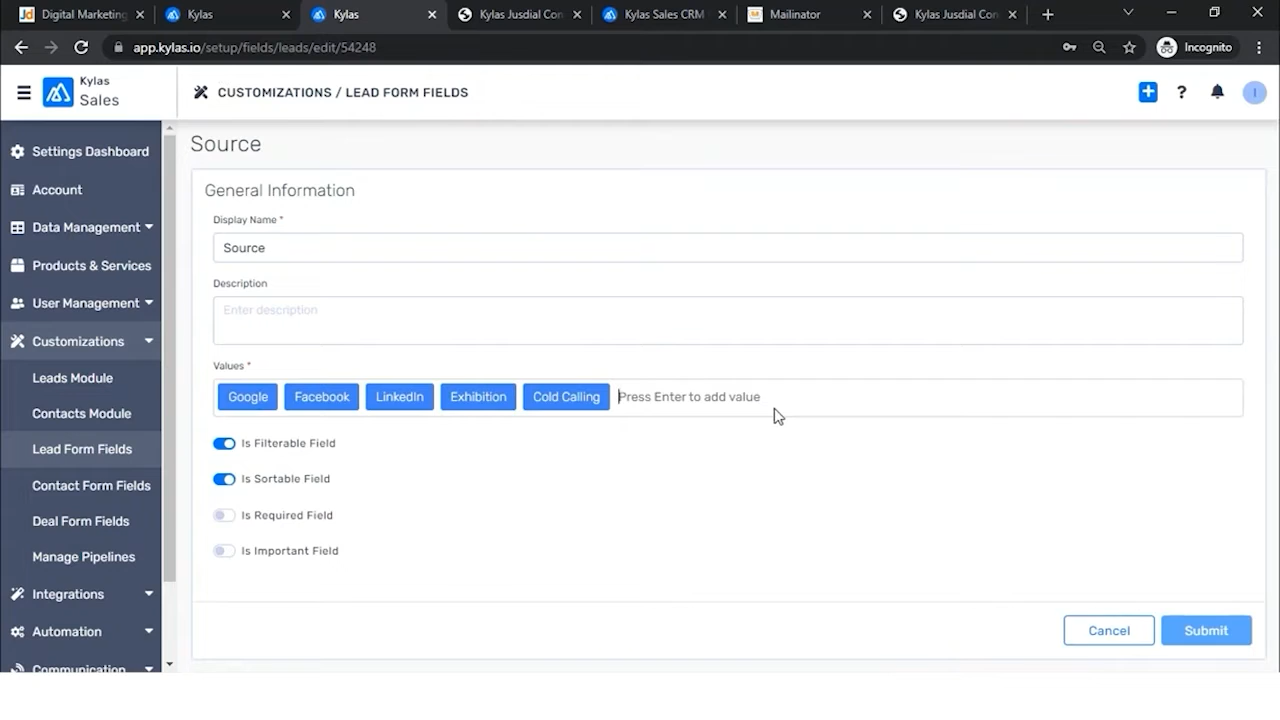 Digital Marketing
Kylas
Kylas
Kylas Jusdial Con
Kylas Sales CRM
Mailinator
Kylas Jusdial Con
app.kylas.io/setup/fields/leads/edit/54248
Incognito
Kylas
Sales
CUSTOMIZATIONS / LEAD FORM FIELDS
?
I
Settings Dashboard
Account
Data Management
Products & Services
User Management
Customizations
Leads Module
Contacts Module
Lead Form Fields
Contact Form Fields
Deal Form Fields
Manage Pipelines
Integrations
Automation
Communication
Source
General Information
Display Name *
Source
Description
Enter description
Values *
Google Facebook LinkedIn Exhibition Cold Calling Press Enter to add value
Is Filterable Field
Is Sortable Field
Is Required Field
Is Important Field
Cancel
Submit